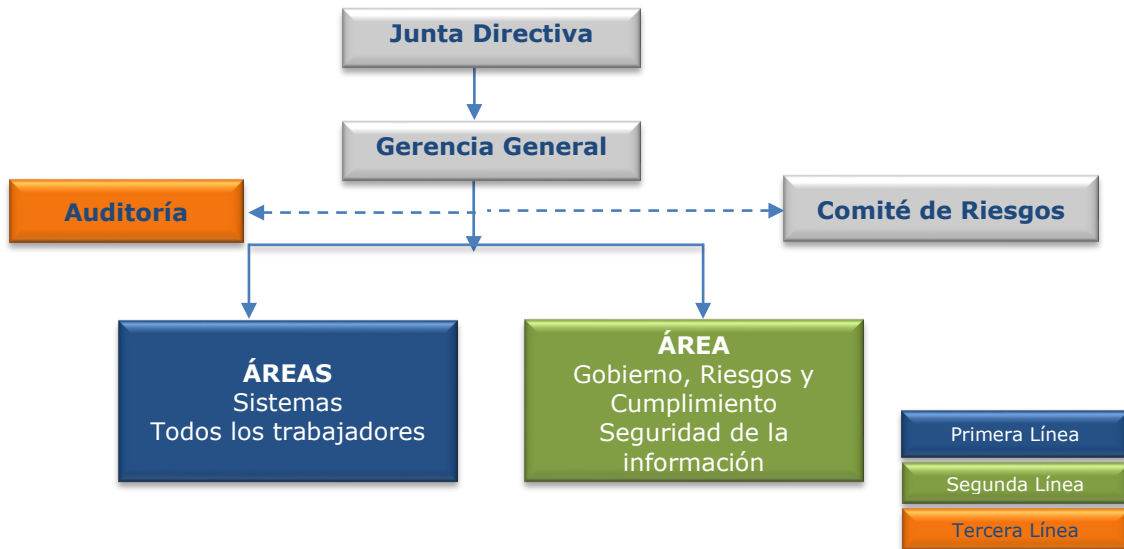 Junta Directiva
Gerencia General
Auditoría
Comité de Riesgos
ÁREAS
Sistemas
Todos los trabajadores
ÁREA
Gobierno, Riesgos y
Cumplimiento
Seguridad de la
información
Primera Línea
Segunda Línea
Tercera Línea